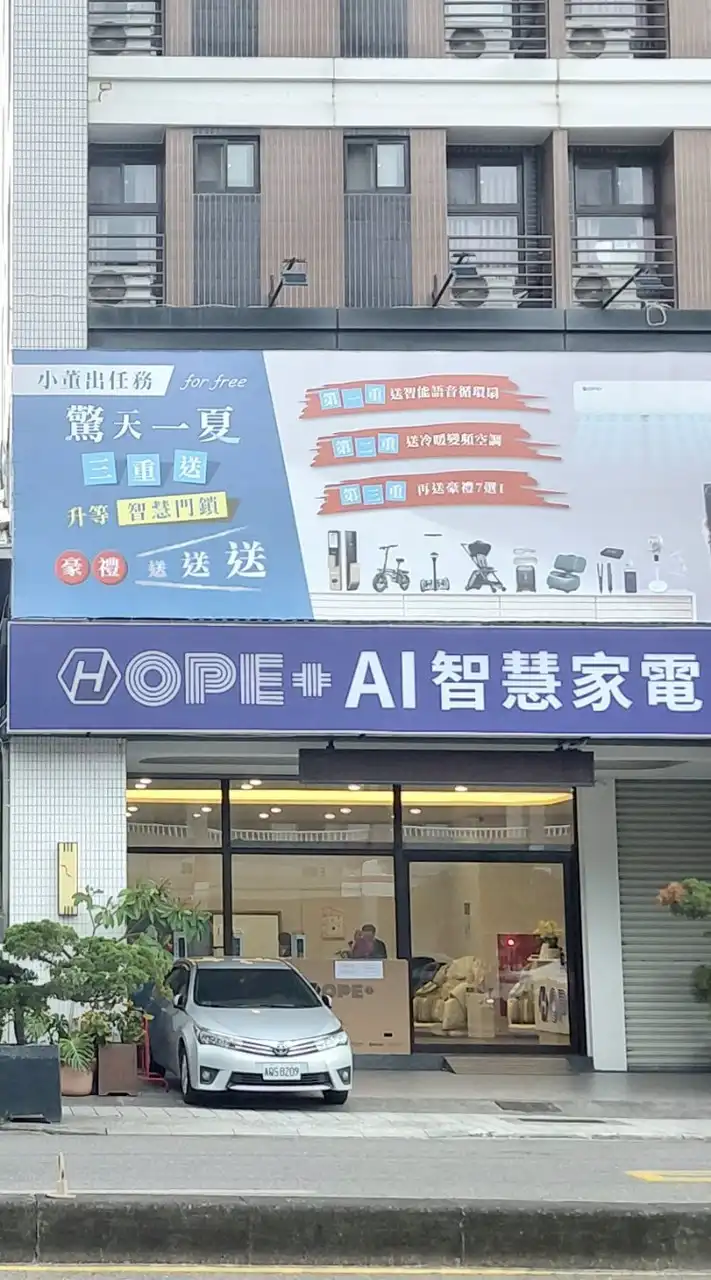 小董出任務 for free
驚天一夏
三重送
升等 智慧門鎖
豪禮 送送送
第一重 送智能語音循環扇
第二重 送冷暖變頻空調
第三重 再送豪禮7選1
HOPE+ AI智慧家電
OPE+
HOPE
AQS 8209